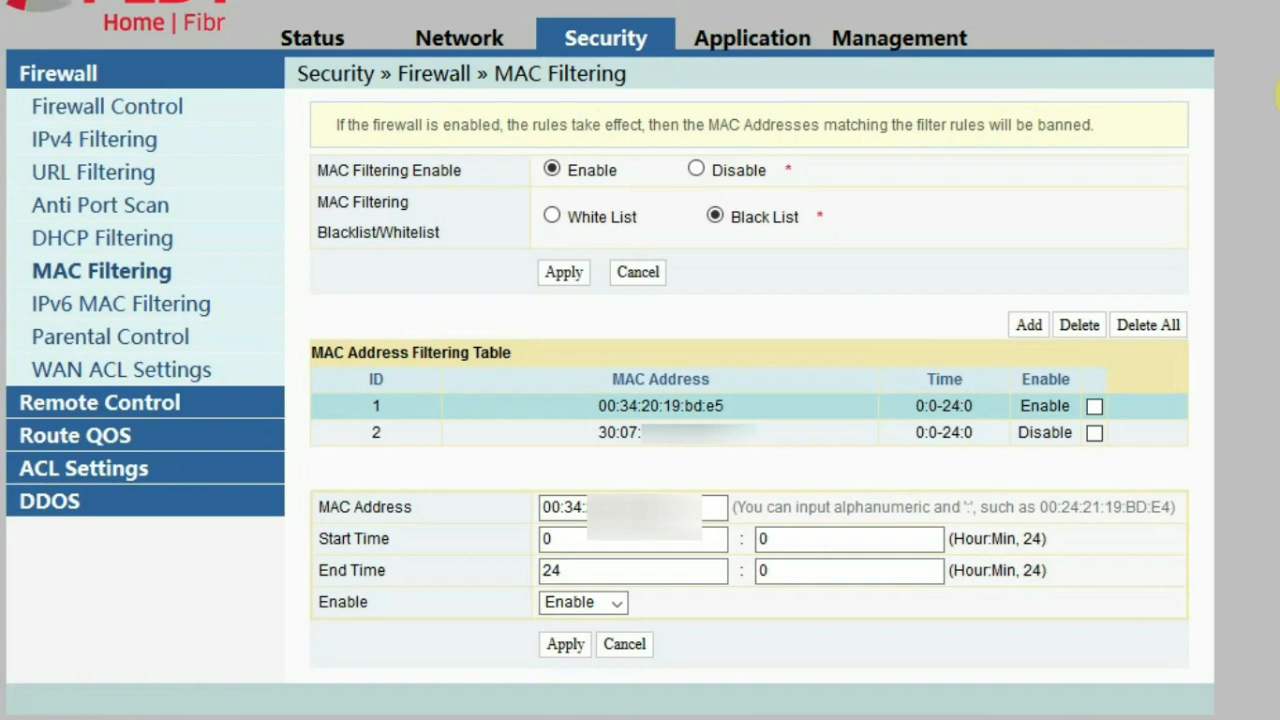 Home | Fibr
Status Network Security Application Management
Firewall
Security » Firewall » MAC Filtering
Firewall Control
IPv4 Filtering
URL Filtering
Anti Port Scan
DHCP Filtering
MAC Filtering
IPv6 MAC Filtering
Parental Control
WAN ACL Settings
Remote Control
Route QOS
ACL Settings
DDOS
If the firewall is enabled, the rules take effect, then the MAC Addresses matching the filter rules will be banned.
MAC Filtering Enable Enable Disable *
MAC Filtering
Blacklist/Whitelist White List Black List *
Apply Cancel
Add Delete Delete All
MAC Address Filtering Table
ID MAC Address Time Enable
1 00:34:20:19:bd:e5 0:0-24:0 Enable
2 30:07: 0:0-24:0 Disable
MAC Address 00:34: (You can input alphanumeric and ':', such as 00:24:21:19:BD:E4)
Start Time 0 : 0 (Hour:Min, 24)
End Time 24 : 0 (Hour:Min, 24)
Enable Enable
Apply Cancel